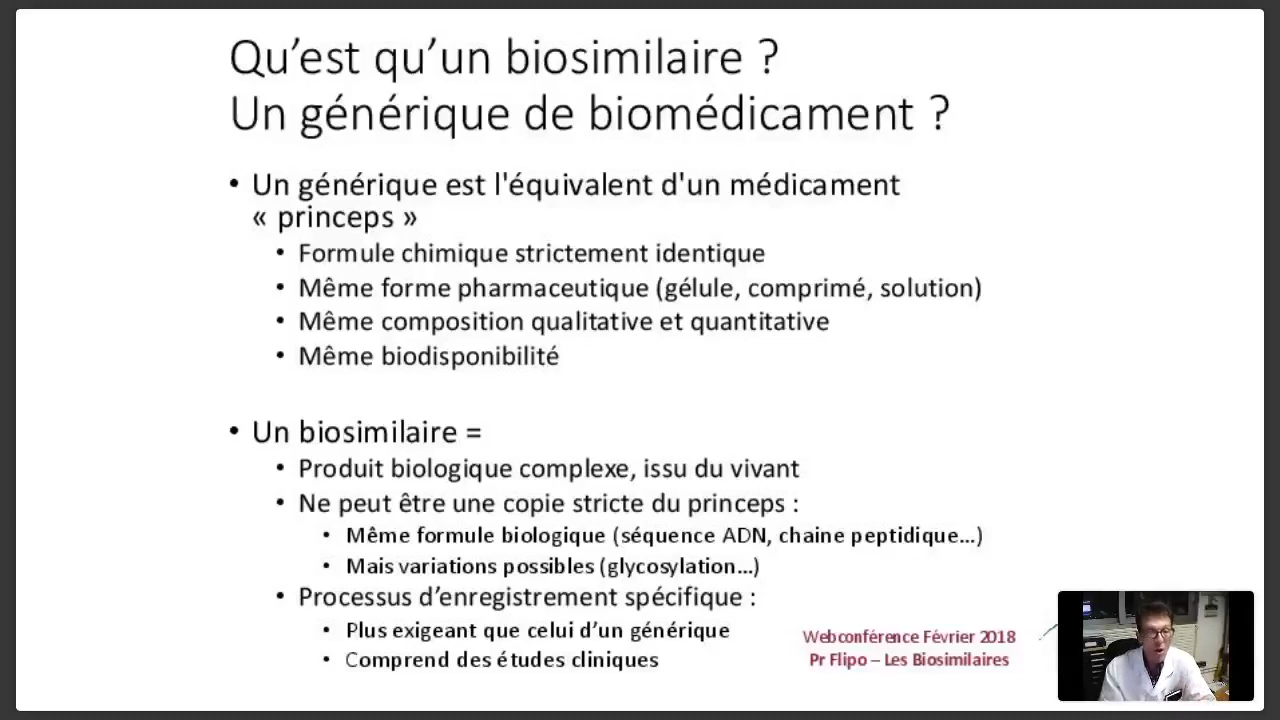 Qu’est qu’un biosimilaire ?
Un générique de biomédicament ?
• Un générique est l'équivalent d'un médicament
« princeps »
• Formule chimique strictement identique
• Même forme pharmaceutique (gélule, comprimé, solution)
• Même composition qualitative et quantitative
• Même biodisponibilité
• Un biosimilaire =
• Produit biologique complexe, issu du vivant
• Ne peut être une copie stricte du princeps :
• Même formule biologique (séquence ADN, chaine peptidique...)
• Mais variations possibles (glycosylation...)
• Processus d’enregistrement spécifique :
• Plus exigeant que celui d’un générique
• Comprend des études cliniques
Webconférence Février 2018
Pr Flipo – Les Biosimilaires